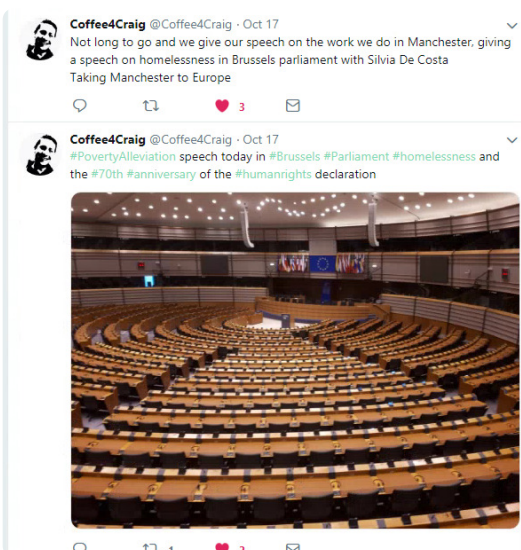 Coffee4Craig @Coffee4Craig · Oct 17
Not long to go and we give our speech on the work we do in Manchester, giving
a speech on homelessness in Brussels parliament with Silvia De Costa
Taking Manchester to Europe
3
Coffee4Craig @Coffee4Craig · Oct 17
#PovertyAlleviation speech today in #Brussels #Parliament #homelessness and
the #70th #anniversary of the #humanrights declaration